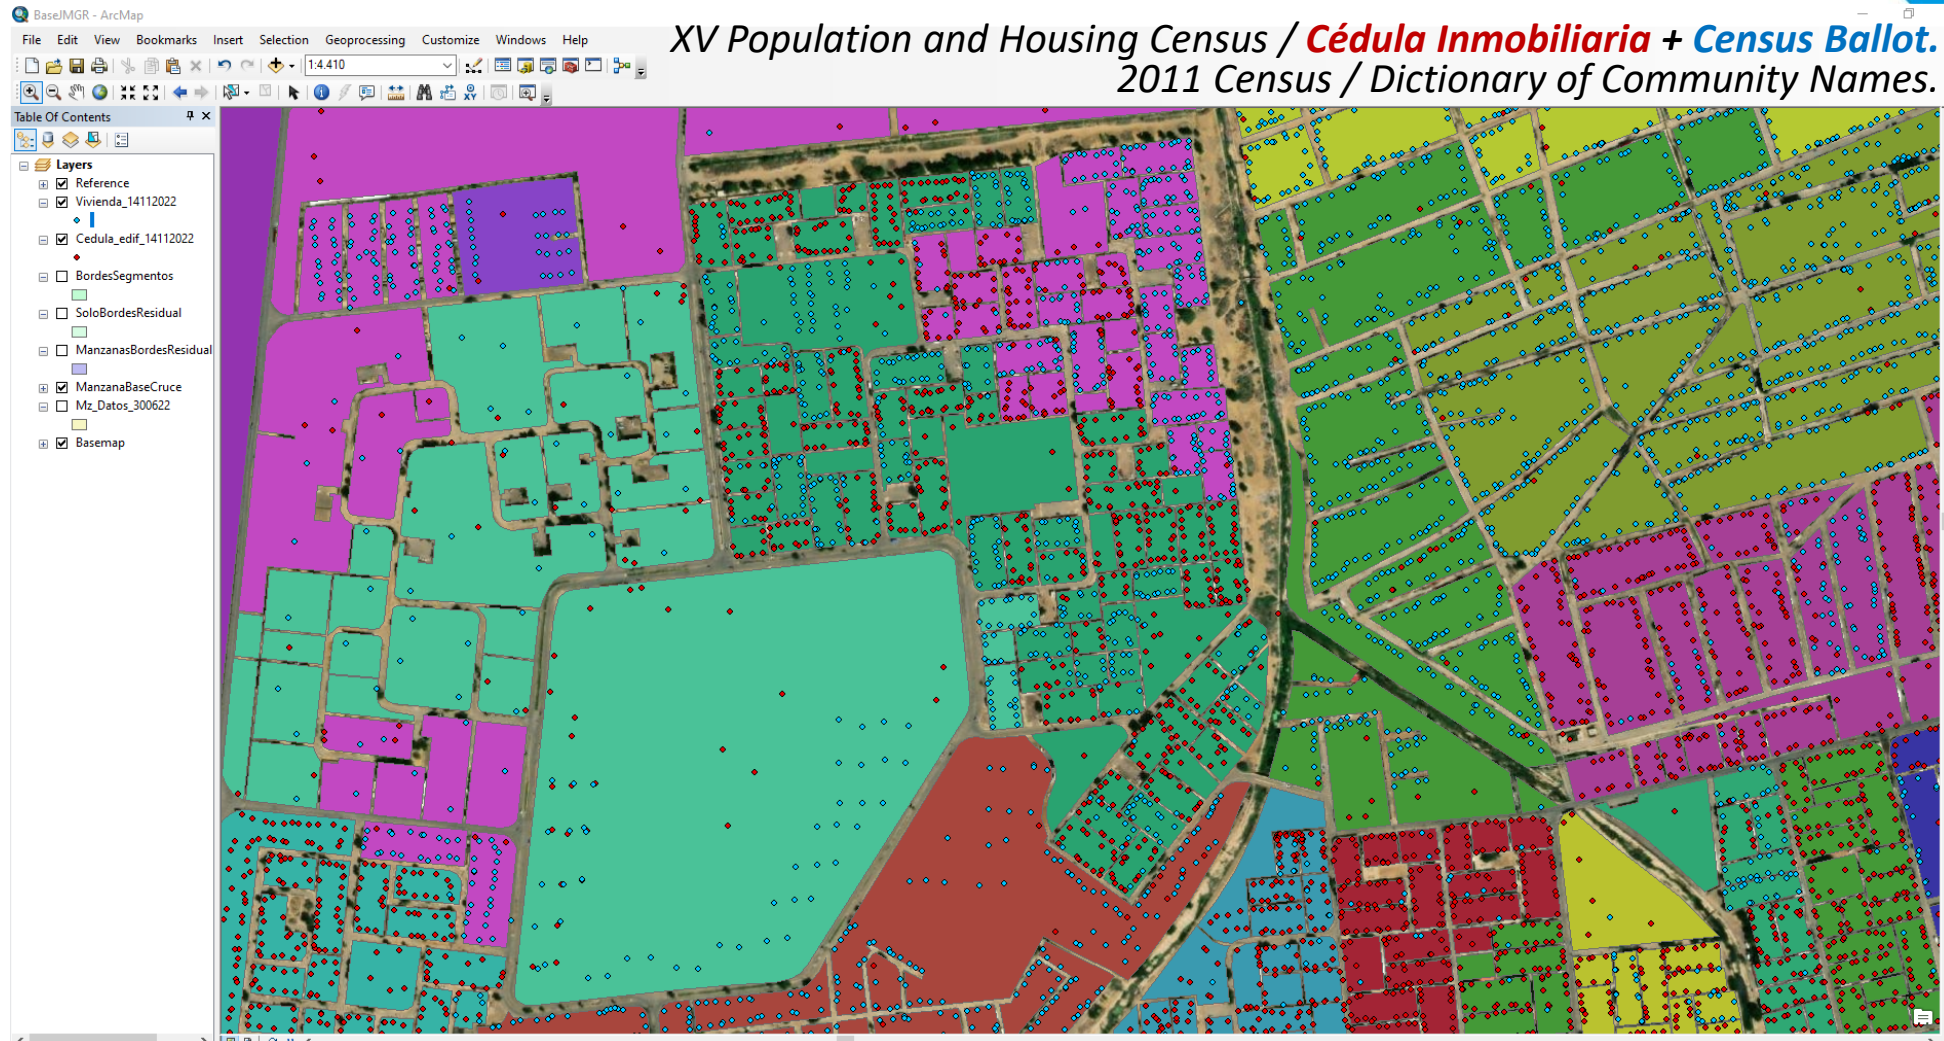 BaseJMGR - ArcMap
XV Population and Housing Census / Cédula Inmobiliaria + Census Ballot.
2011 Census / Dictionary of Community Names.
File Edit View Bookmarks Insert Selection Geoprocessing Customize Windows Help
1:4.410
Table Of Contents
Layers
Reference
Vivienda_14112022
Cedula_edif_14112022
BordesSegmentos
SoloBordesResidual
ManzanasBordesResidual
ManzanaBaseCruce
Mz_Datos_300622
Basemap